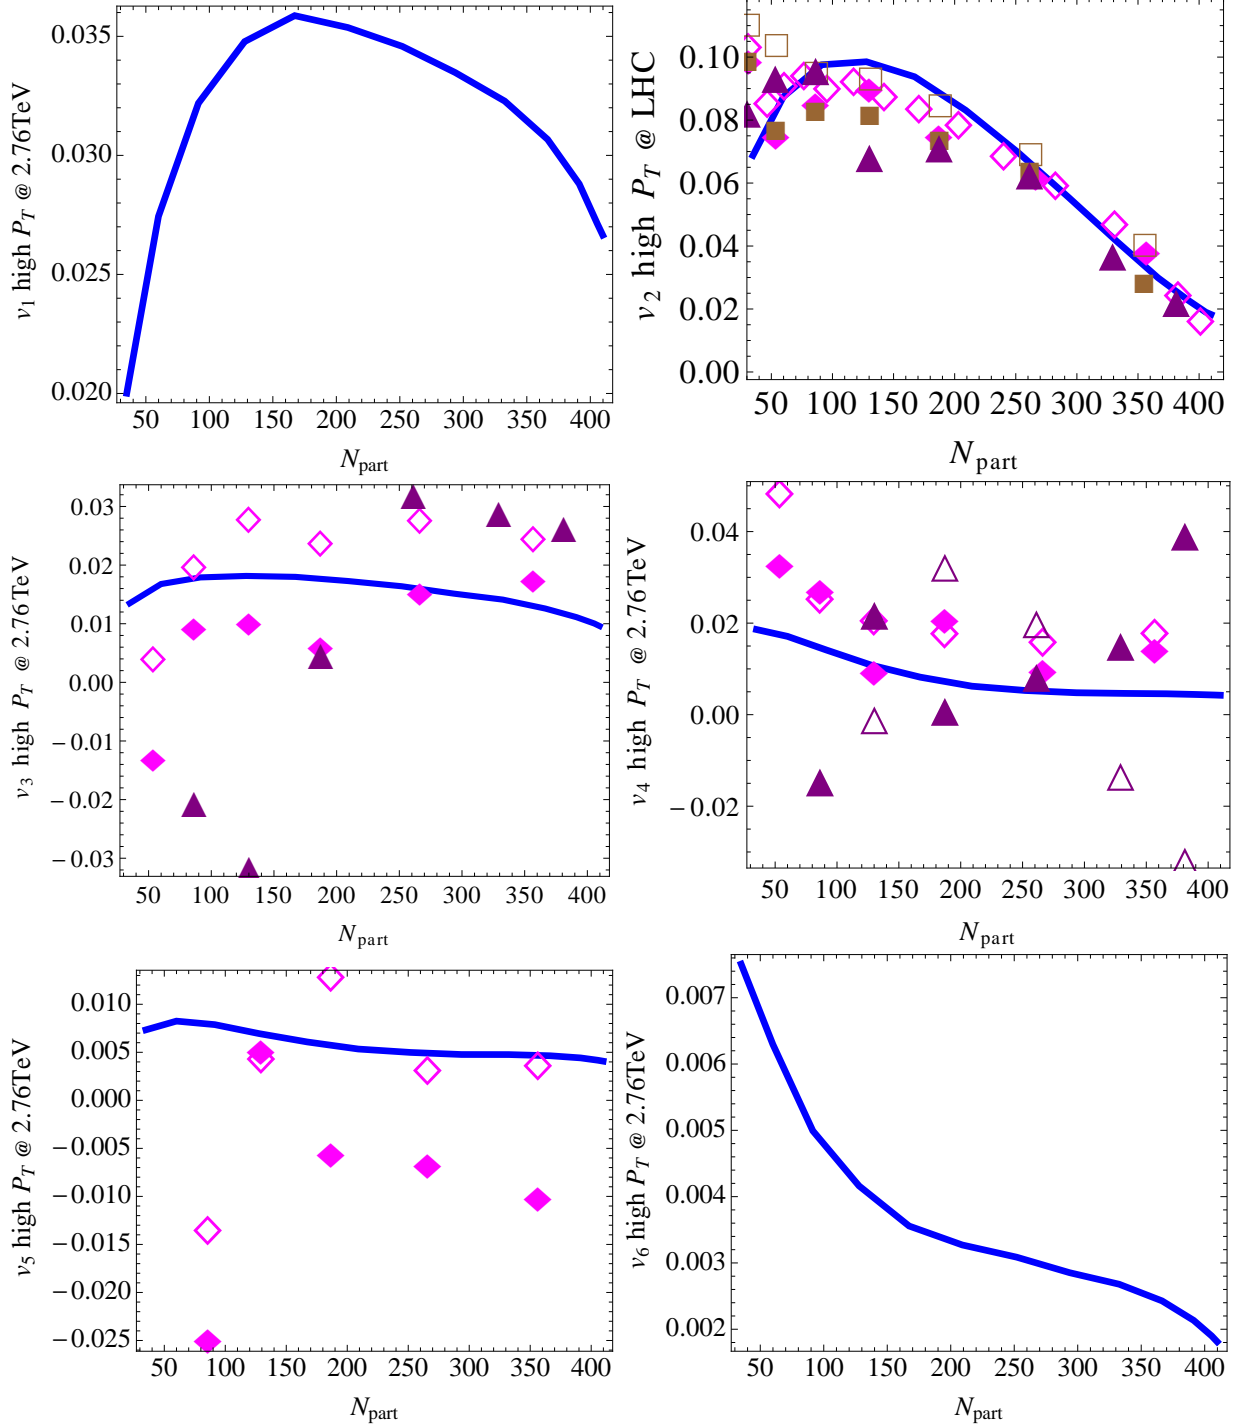 v1 high PT @ 2.76TeV
0.035
0.030
0.025
0.020
50 100 150 200 250 300 350 400
Npart
v2 high PT @ LHC
0.10
0.08
0.06
0.04
0.02
0.00
50 100 150 200 250 300 350 400
Npart
v3 high PT @ 2.76TeV
0.03
0.02
0.01
0.00
−0.01
−0.02
−0.03
50 100 150 200 250 300 350 400
Npart
v4 high PT @ 2.76TeV
0.04
0.02
0.00
−0.02
50 100 150 200 250 300 350 400
Npart
v5 high PT @ 2.76TeV
0.010
0.005
0.000
−0.005
−0.010
−0.015
−0.020
−0.025
50 100 150 200 250 300 350 400
Npart
v6 high PT @ 2.76TeV
0.007
0.006
0.005
0.004
0.003
0.002
50 100 150 200 250 300 350 400
Npart